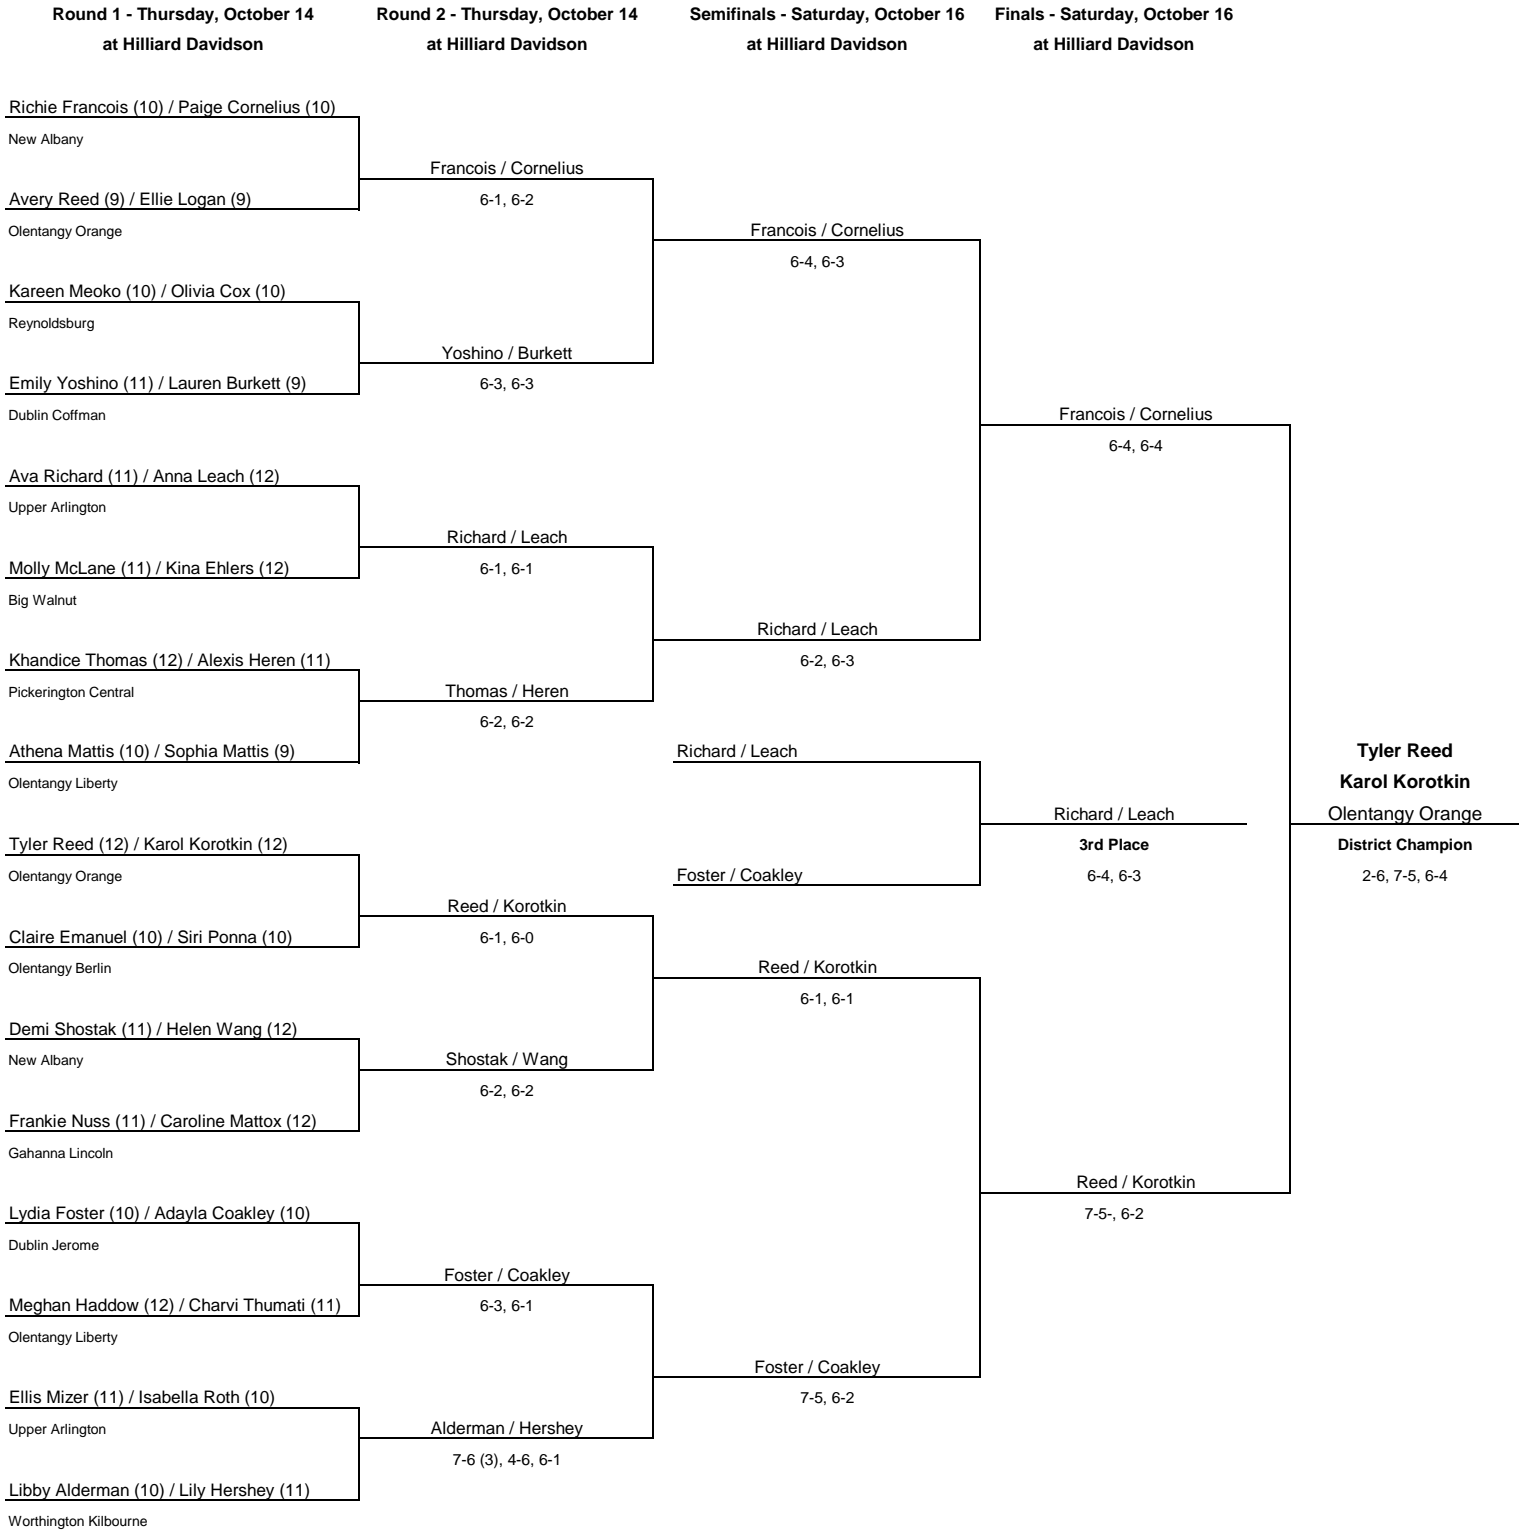 Round 1 - Thursday, October 14
at Hilliard Davidson
Round 2 - Thursday, October 14
at Hilliard Davidson
Semifinals - Saturday, October 16
at Hilliard Davidson
Finals - Saturday, October 16
at Hilliard Davidson
Richie Francois (10) / Paige Cornelius (10)
New Albany
Avery Reed (9) / Ellie Logan (9)
Olentangy Orange
Kareen Meoko (10) / Olivia Cox (10)
Reynoldsburg
Emily Yoshino (11) / Lauren Burkett (9)
Dublin Coffman
Ava Richard (11) / Anna Leach (12)
Upper Arlington
Molly McLane (11) / Kina Ehlers (12)
Big Walnut
Khandice Thomas (12) / Alexis Heren (11)
Pickerington Central
Athena Mattis (10) / Sophia Mattis (9)
Olentangy Liberty
Tyler Reed (12) / Karol Korotkin (12)
Olentangy Orange
Claire Emanuel (10) / Siri Ponna (10)
Olentangy Berlin
Demi Shostak (11) / Helen Wang (12)
New Albany
Frankie Nuss (11) / Caroline Mattox (12)
Gahanna Lincoln
Lydia Foster (10) / Adayla Coakley (10)
Dublin Jerome
Meghan Haddow (12) / Charvi Thumati (11)
Olentangy Liberty
Ellis Mizer (11) / Isabella Roth (10)
Upper Arlington
Libby Alderman (10) / Lily Hershey (11)
Worthington Kilbourne
Francois / Cornelius
6-1, 6-2
Yoshino / Burkett
6-3, 6-3
Richard / Leach
6-1, 6-1
Thomas / Heren
6-2, 6-2
Reed / Korotkin
6-1, 6-0
Shostak / Wang
6-2, 6-2
Foster / Coakley
6-3, 6-1
Alderman / Hershey
7-6 (3), 4-6, 6-1
Francois / Cornelius
6-4, 6-3
Richard / Leach
6-2, 6-3
Richard / Leach
Foster / Coakley
Reed / Korotkin
6-1, 6-1
Foster / Coakley
7-5, 6-2
Francois / Cornelius
6-4, 6-4
Richard / Leach
3rd Place
6-4, 6-3
Reed / Korotkin
7-5-, 6-2
Tyler Reed
Karol Korotkin
Olentangy Orange
District Champion
2-6, 7-5, 6-4